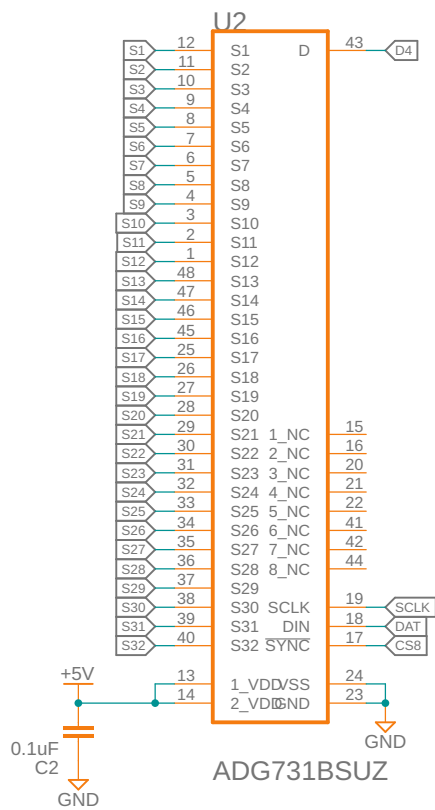 U2
S1 12 S1 D 43 D4
S2 11 S2
S3 10 S3
S4 9 S4
S5 8 S5
S6 7 S6
S7 6 S7
S8 5 S8
S9 4 S9
S10 3 S10
S11 2 S11
S12 1 S12
S13 48 S13
S14 47 S14
S15 46 S15
S16 45 S16
S17 25 S17
S18 26 S18
S19 27 S19
S20 28 S20
S21 29 S21 1_NC 15
S22 30 S22 2_NC 16
S23 31 S23 3_NC 20
S24 32 S24 4_NC 21
S25 33 S25 5_NC 22
S26 34 S26 6_NC 41
S27 35 S27 7_NC 42
S28 36 S28 8_NC 44
S29 37 S29
S30 38 S30 SCLK 19 SCLK
S31 39 S31 DIN 18 DAT
S32 40 S32 SYNC 17 CS8
+5V
13 1_VDD VSS 24
14 2_VDD GND 23
0.1uF
C2
GND
GND
ADG731BSUZ